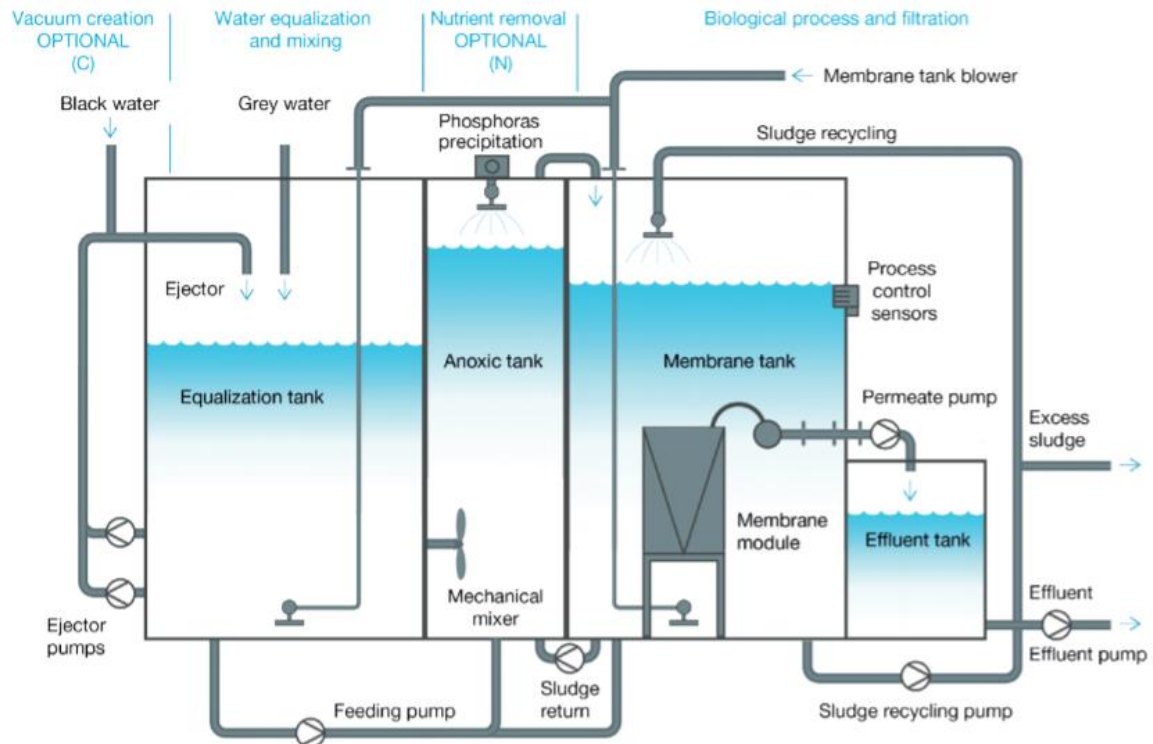 Vacuum creation
OPTIONAL
(C)
Water equalization
and mixing
Nutrient removal
OPTIONAL
(N)
Biological process and filtration
Black water
Grey water
Phosphoras
precipitation
Membrane tank blower
Sludge recycling
Ejector
Process
control
sensors
Equalization tank
Anoxic tank
Membrane tank
Permeate pump
Excess
sludge
Membrane
module
Effluent tank
Mechanical
mixer
Ejector
pumps
Effluent
Effluent pump
Feeding pump
Sludge
return
Sludge recycling pump